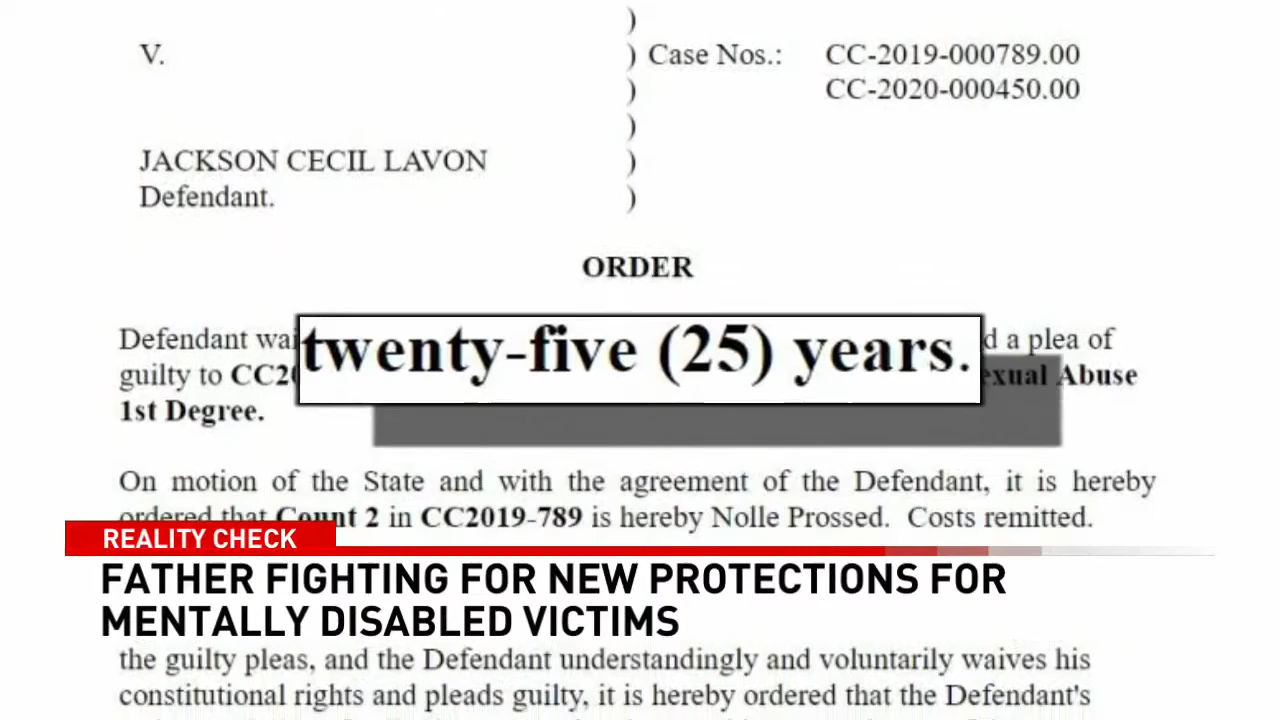 )
V. ) Case Nos.: CC-2019-000789.00
) CC-2020-000450.00
)
JACKSON CECIL LAVON )
Defendant. )
ORDER
Defendant twenty-five (25) years. a plea of
guilty to Abuse
1st Degree.
On motion of the State and with the agreement of the Defendant, it is hereby
ordered that Count 2 in CC2019-789 is hereby Nolle Prossed. Costs remitted.
REALITY CHECK
FATHER FIGHTING FOR NEW PROTECTIONS FOR
MENTALLY DISABLED VICTIMS
the guilty pleas, and the Defendant understandingly and voluntarily waives his
constitutional rights and pleads guilty, it is hereby ordered that the Defendant's